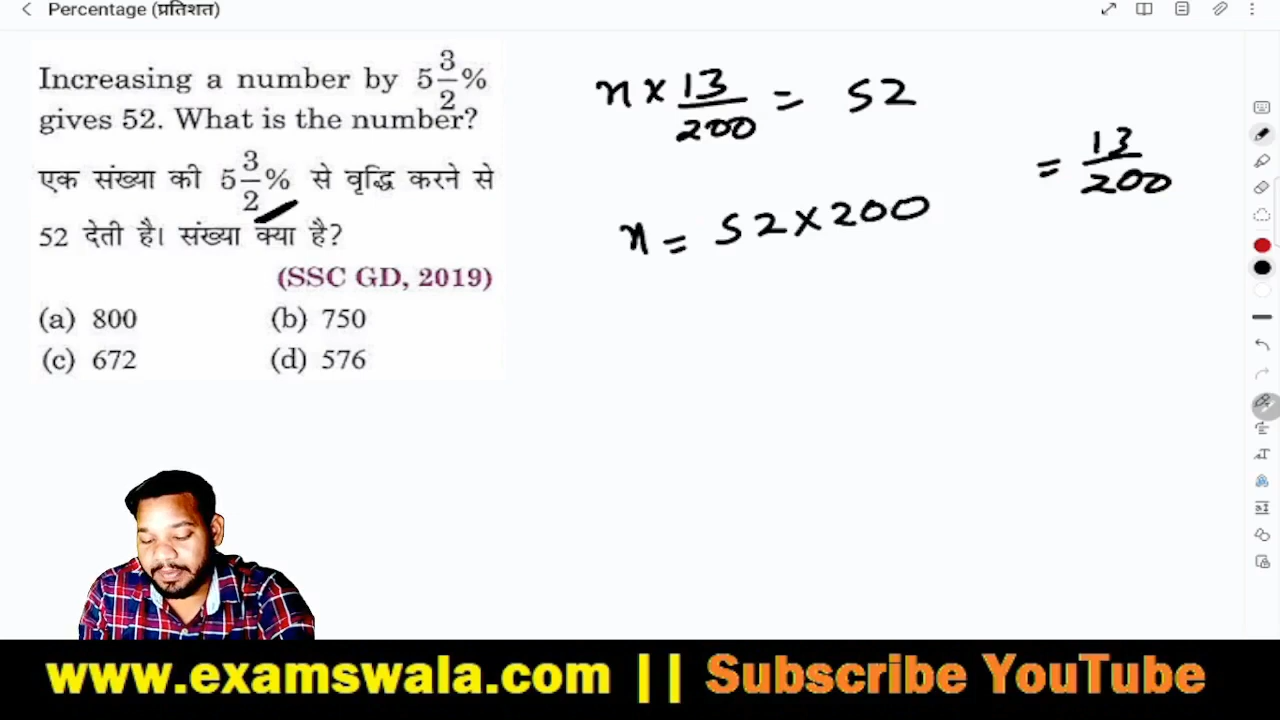 Percentage (प्रतिशत)
Increasing a number by 5 3/2 %
gives 52. What is the number?
एक संख्या की 5 3/2 % से वृद्धि करने से
52 देती है। संख्या क्या है?
(SSC GD, 2019)
(a) 800 (b) 750
(c) 672 (d) 576
x × 13/200 = 52
= 13/200
x = 52 × 200
www.examswala.com || Subscribe YouTube